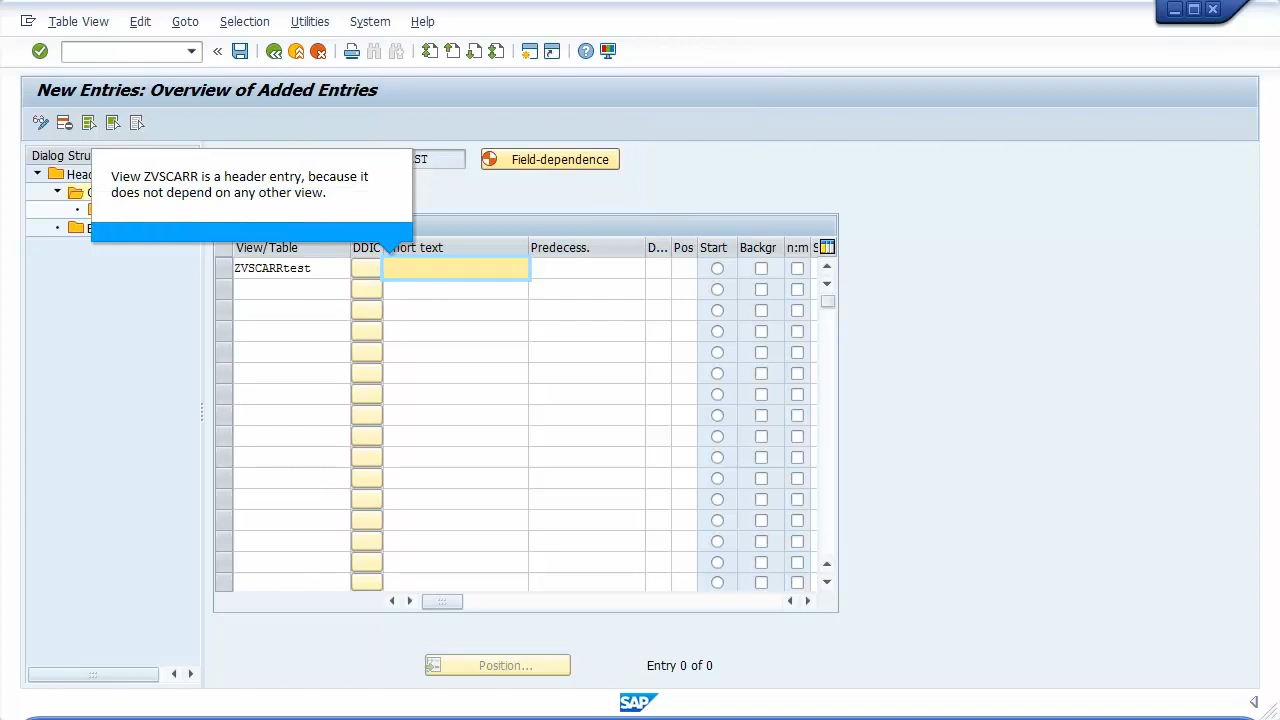 Table View Edit Goto Selection Utilities System Help
New Entries: Overview of Added Entries
Dialog Stru
ST
Field-dependence
Head
View ZVSCARR is a header entry, because it
does not depend on any other view.
View/Table DDIC hort text Predecess. D... Pos Start Backgr n:m S
ZVSCARRtest
Position...
Entry 0 of 0
SAP